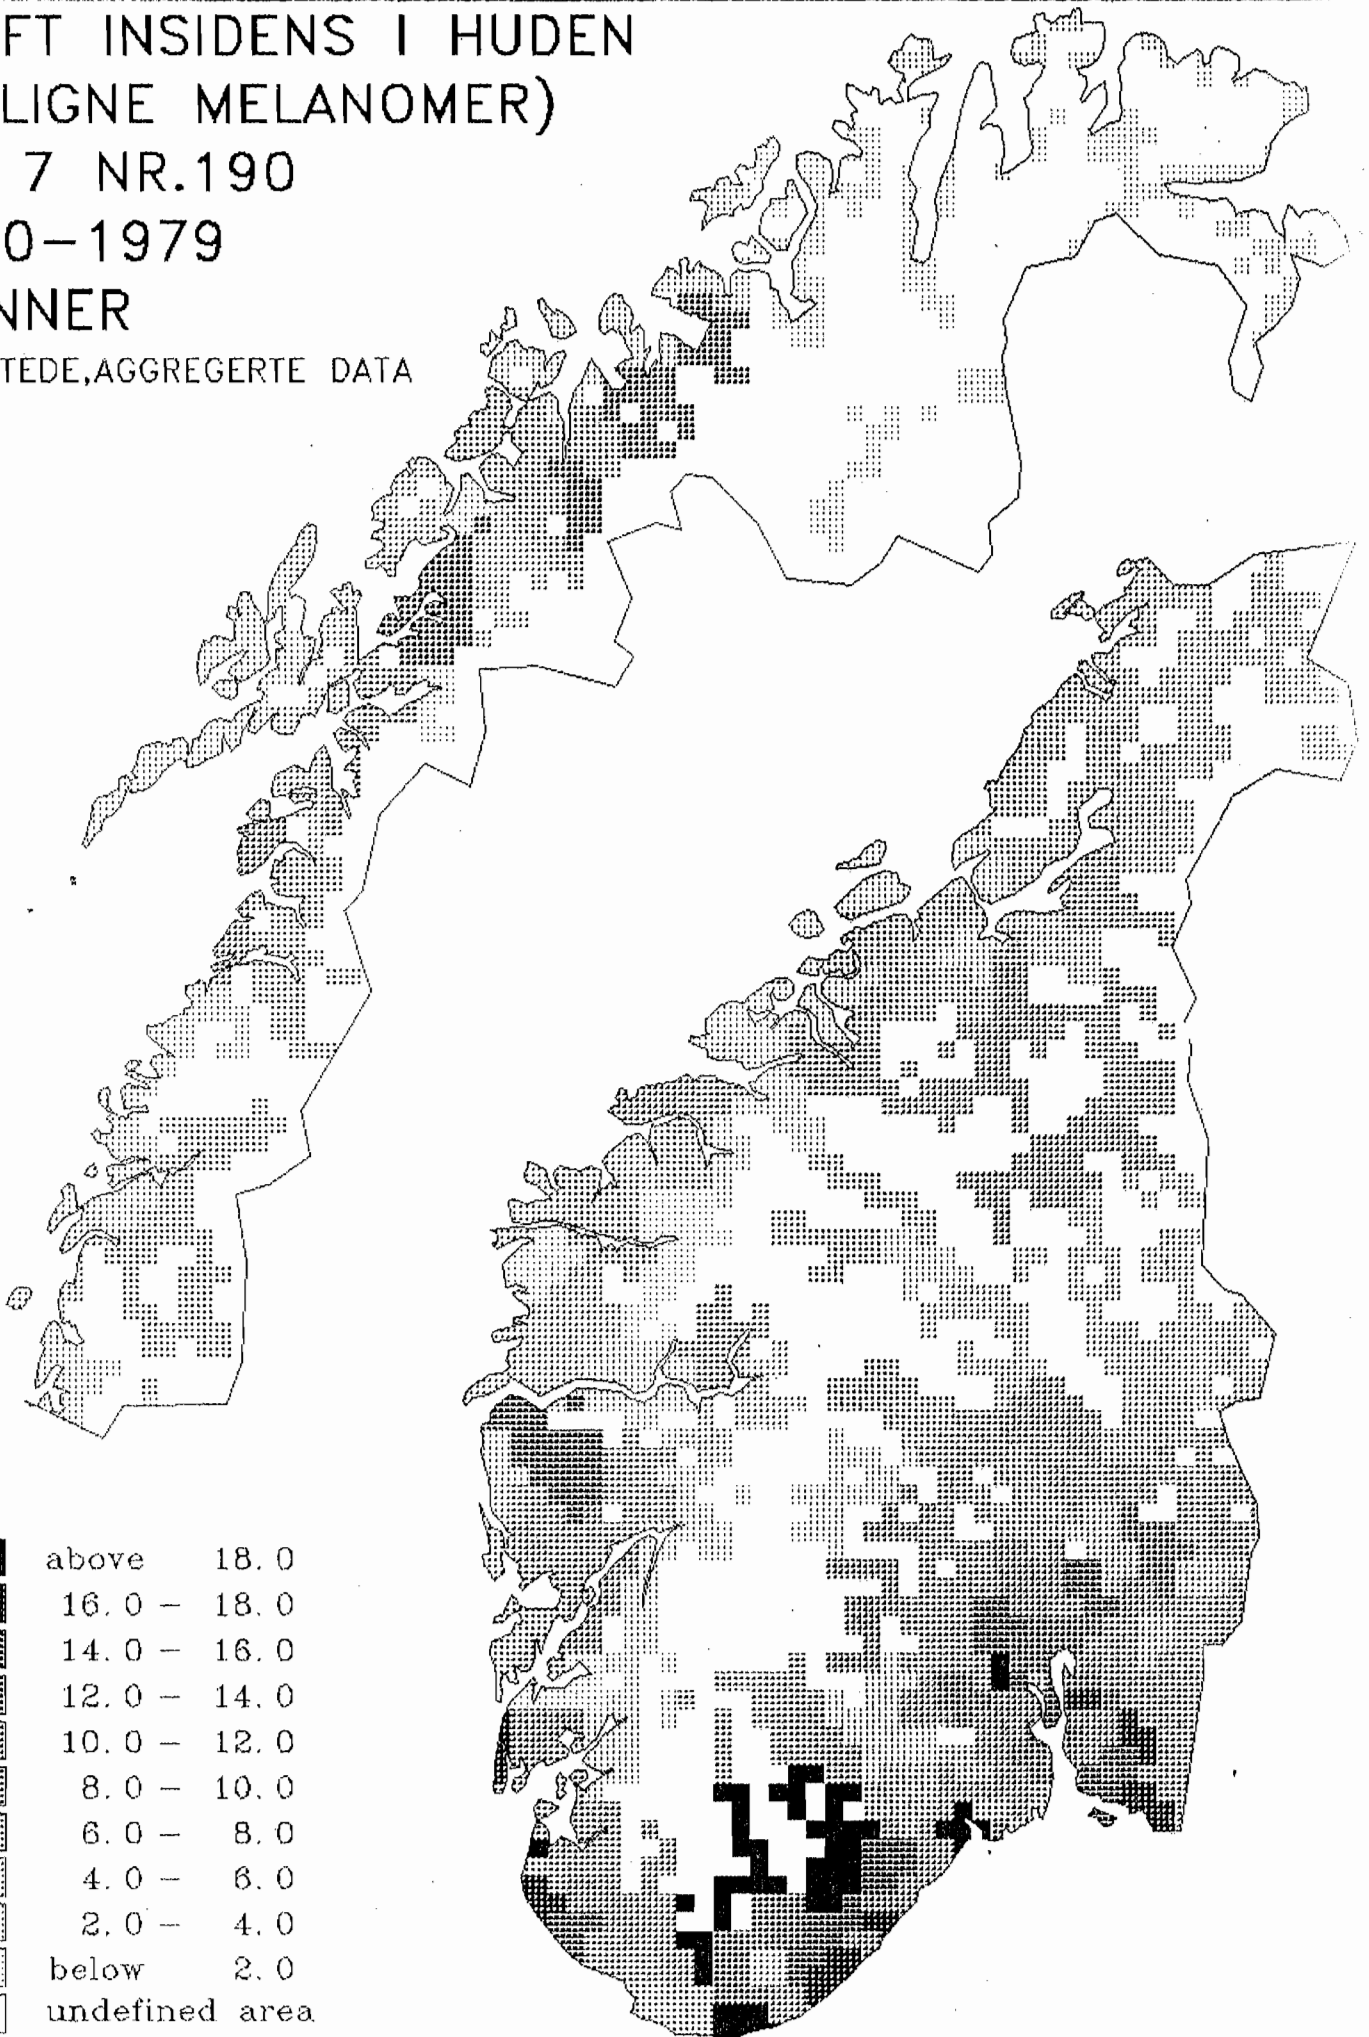 FT INSIDENS I HUDEN
LIGNE MELANOMER)
7 NR.190
0-1979
NNER
TEDE,AGGREGERTE DATA
above 18.0
16.0 - 18.0
14.0 - 16.0
12.0 - 14.0
10.0 - 12.0
8.0 - 10.0
6.0 - 8.0
4.0 - 6.0
2.0 - 4.0
below 2.0
undefined area